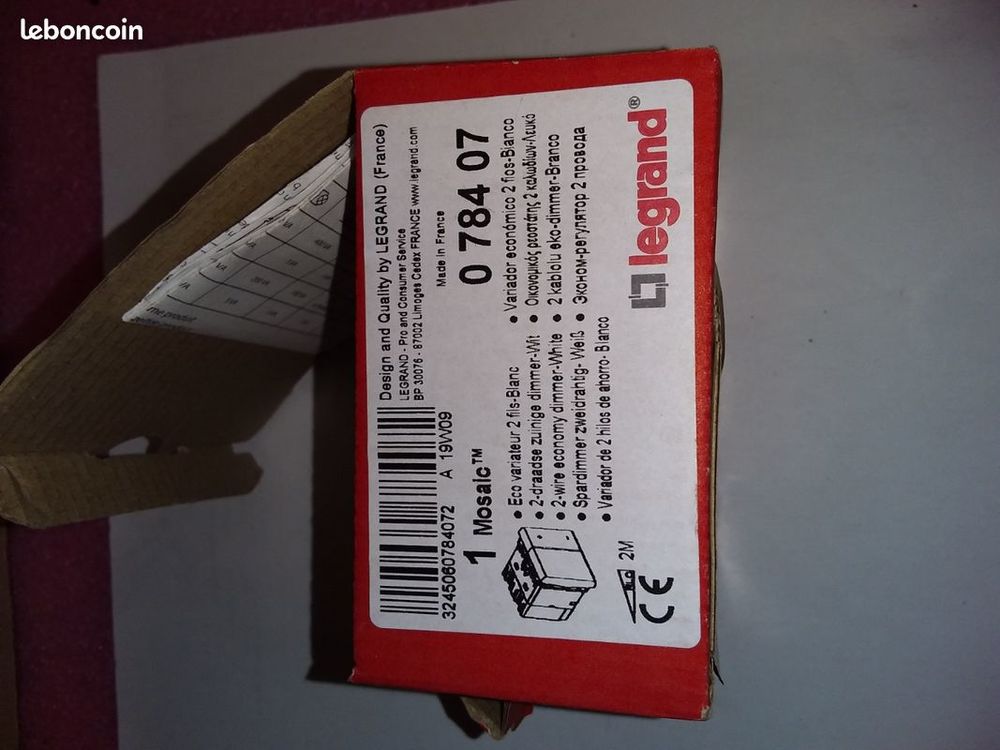 leboncoin
Design and Quality by LEGRAND (France)
LEGRAND - Pro and Consumer Service
BP 30076 - 87002 Limoges Cedex FRANCE www.legrand.com
3245060784072 A 19W09
Made in France
1 Mosaic™
0 784 07
• Eco variateur 2 fils-Blanc
• 2-draadse zuinige dimmer-Wit
• 2-wire economy dimmer-White
• Spardimmer zweidrahtig- Weiß
• Variador de 2 hilos de ahorro- Blanco
• Variador económico 2 fios-Bianco
• Οικονομικός ρεοστάτης 2 καλωδίων-Λευκό
• 2 kablolu eko-dimmer-Branco
• Эконом-регулятор 2 провода
2M
CE
legrand®